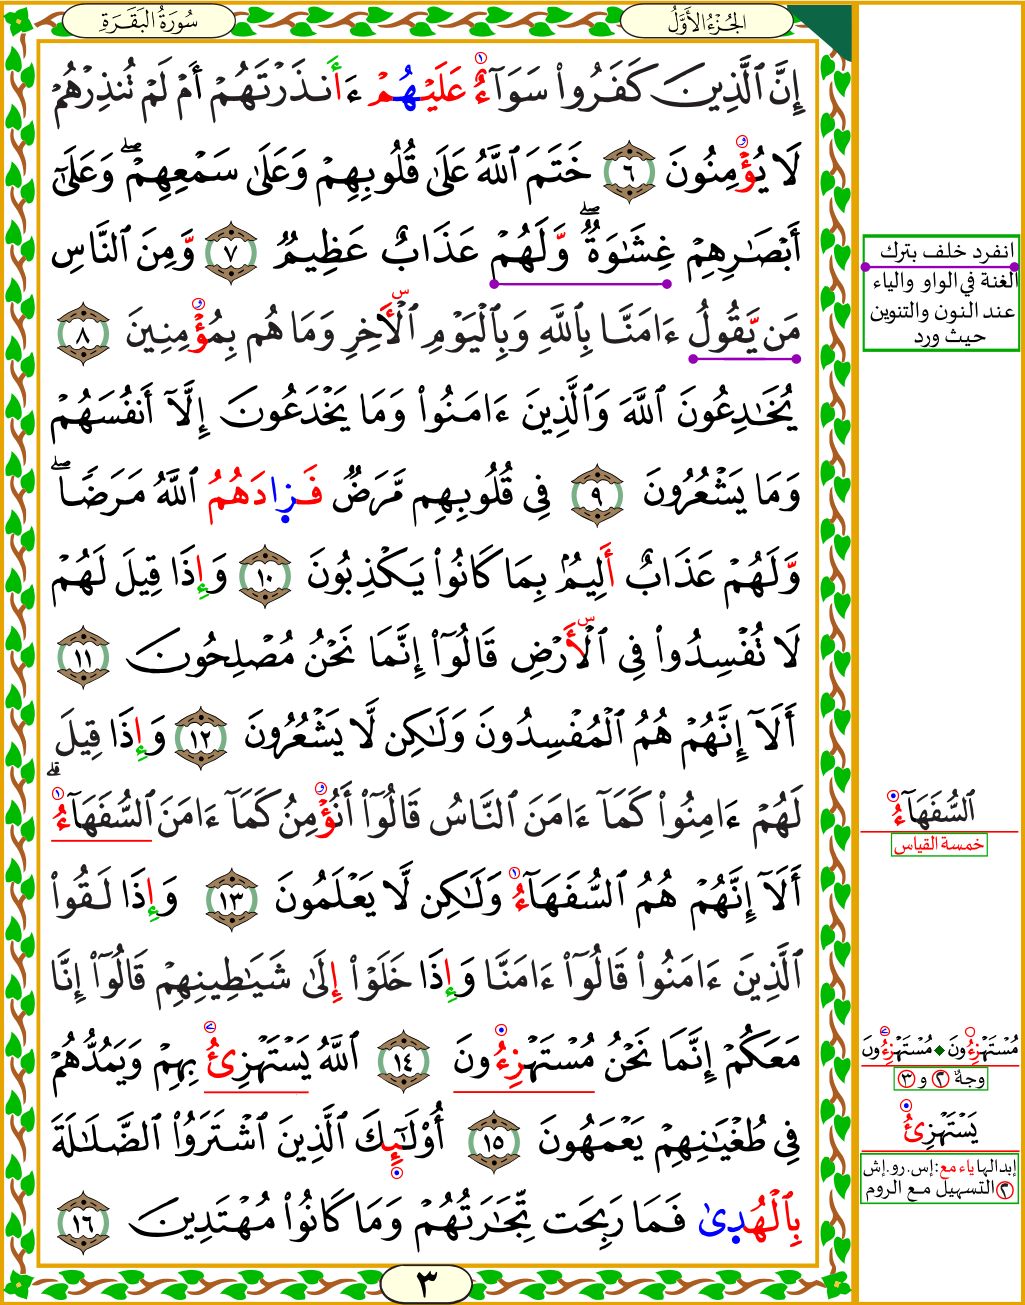 الجُزْءُ الأَوَّلُ
سُورَةُ البَقَرَةِ
إِنَّ ٱلَّذِينَ كَفَرُواْ سَوَآءٌ عَلَيْهُمْ ءَأَنذَرْتَهُمْ أَمْ لَمْ تُنذِرْهُمْ
لَا يُؤْمِنُونَ ٦ خَتَمَ ٱللَّهُ عَلَىٰ قُلُوبِهِمْ وَعَلَىٰ سَمْعِهِمْۖ وَعَلَىٰٓ
أَبْصَٰرِهِمْ غِشَٰوَةٌۖ وَّلَهُمْ عَذَابٌ عَظِيمٌ ٧ وَّمِنَ ٱلنَّاسِ
مَن يَّقُولُ ءَامَنَّا بِٱللَّهِ وَبِٱلْيَوْمِ ٱلْأَخِرِ وَمَا هُم بِمُؤْمِنِينَ ٨
يُخَٰدِعُونَ ٱللَّهَ وَٱلَّذِينَ ءَامَنُواْ وَمَا يَخْدَعُونَ إِلَّآ أَنفُسَهُمْ
وَمَا يَشْعُرُونَ ٩ فِي قُلُوبِهِم مَّرَضٌ فَزِادَهُمُ ٱللَّهُ مَرَضًاۖ
وَّلَهُمْ عَذَابٌ أَلِيمُۢ بِمَا كَانُواْ يَكْذِبُونَ ١٠ وَإِذَا قِيلَ لَهُمْ
لَا تُفْسِدُواْ فِي ٱلْأَرْضِ قَالُوٓاْ إِنَّمَا نَحْنُ مُصْلِحُونَ ١١
أَلَآ إِنَّهُمْ هُمُ ٱلْمُفْسِدُونَ وَلَٰكِن لَّا يَشْعُرُونَ ١٢ وَإِذَا قِيلَ
لَهُمْ ءَامِنُواْ كَمَآ ءَامَنَ ٱلنَّاسُ قَالُوٓاْ أَنُؤْمِنُ كَمَآ ءَامَنَ ٱلسُّفَهَآءُۗ
أَلَآ إِنَّهُمْ هُمُ ٱلسُّفَهَآءُ وَلَٰكِن لَّا يَعْلَمُونَ ١٣ وَإِذَا لَقُواْ
ٱلَّذِينَ ءَامَنُواْ قَالُوٓاْ ءَامَنَّا وَإِذَا خَلَوْاْ إِلَىٰ شَيَٰطِينِهِمْ قَالُوٓاْ إِنَّا
مَعَكُمْ إِنَّمَا نَحْنُ مُسْتَهْزِءُونَ ١٤ ٱللَّهُ يَسْتَهْزِئُ بِهِمْ وَيَمُدُّهُمْ
فِي طُغْيَٰنِهِمْ يَعْمَهُونَ ١٥ أُوْلَٰٓئِكَ ٱلَّذِينَ ٱشْتَرَوُاْ ٱلضَّلَٰلَةَ
بِٱلْهُدِىٰ فَمَا رَبِحَت تِّجَٰرَتُهُمْ وَمَا كَانُواْ مُهْتَدِينَ ١٦
٣
انفرد خلف بترك
الغنة في الواو والياء
عند النون والتنوين
حيث ورد
ٱلسُّفَهَآءُ
خمسة القياس
مُسْتَهْزِءُونَ ◆ مُسْتَهْزِءُونَ
وجهُ ٢ و ٣
يَسْتَهْزِئُ
إبدالها ياء مع: إس.رو.إش
٣ التسهيل مع الروم